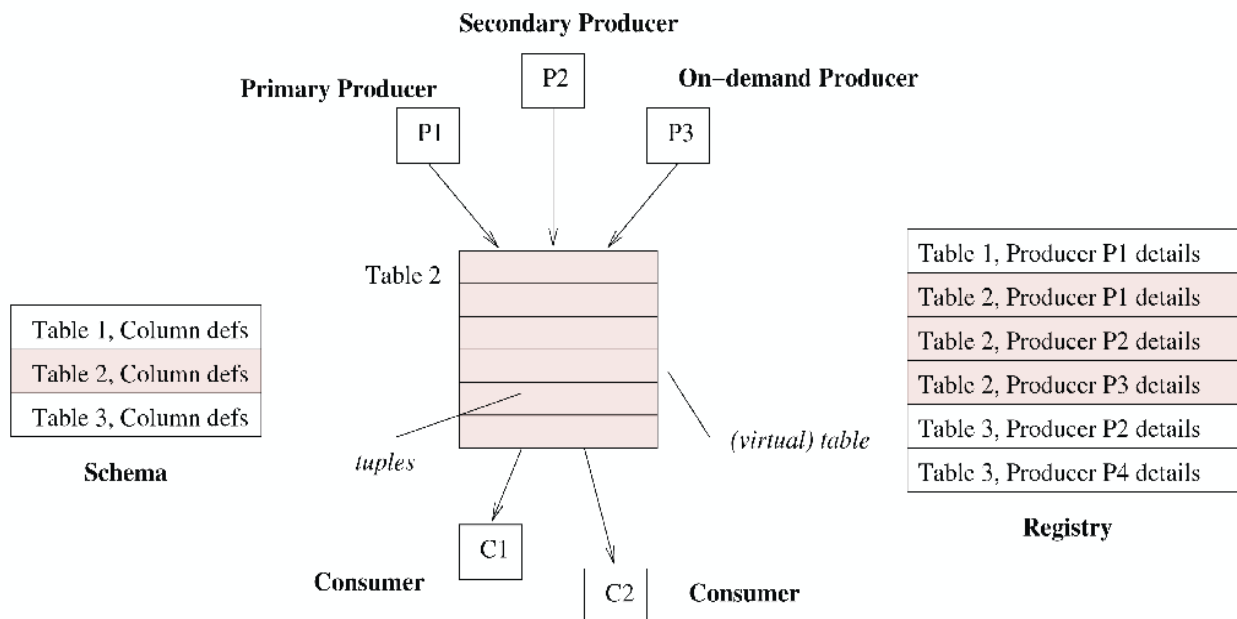 Secondary Producer
P2
Primary Producer
On-demand Producer
P1
P3
Table 2
Table 1, Column defs
Table 2, Column defs
Table 3, Column defs
Schema
tuples
(virtual) table
Table 1, Producer P1 details
Table 2, Producer P1 details
Table 2, Producer P2 details
Table 2, Producer P3 details
Table 3, Producer P2 details
Table 3, Producer P4 details
Registry
C1
Consumer
C2
Consumer